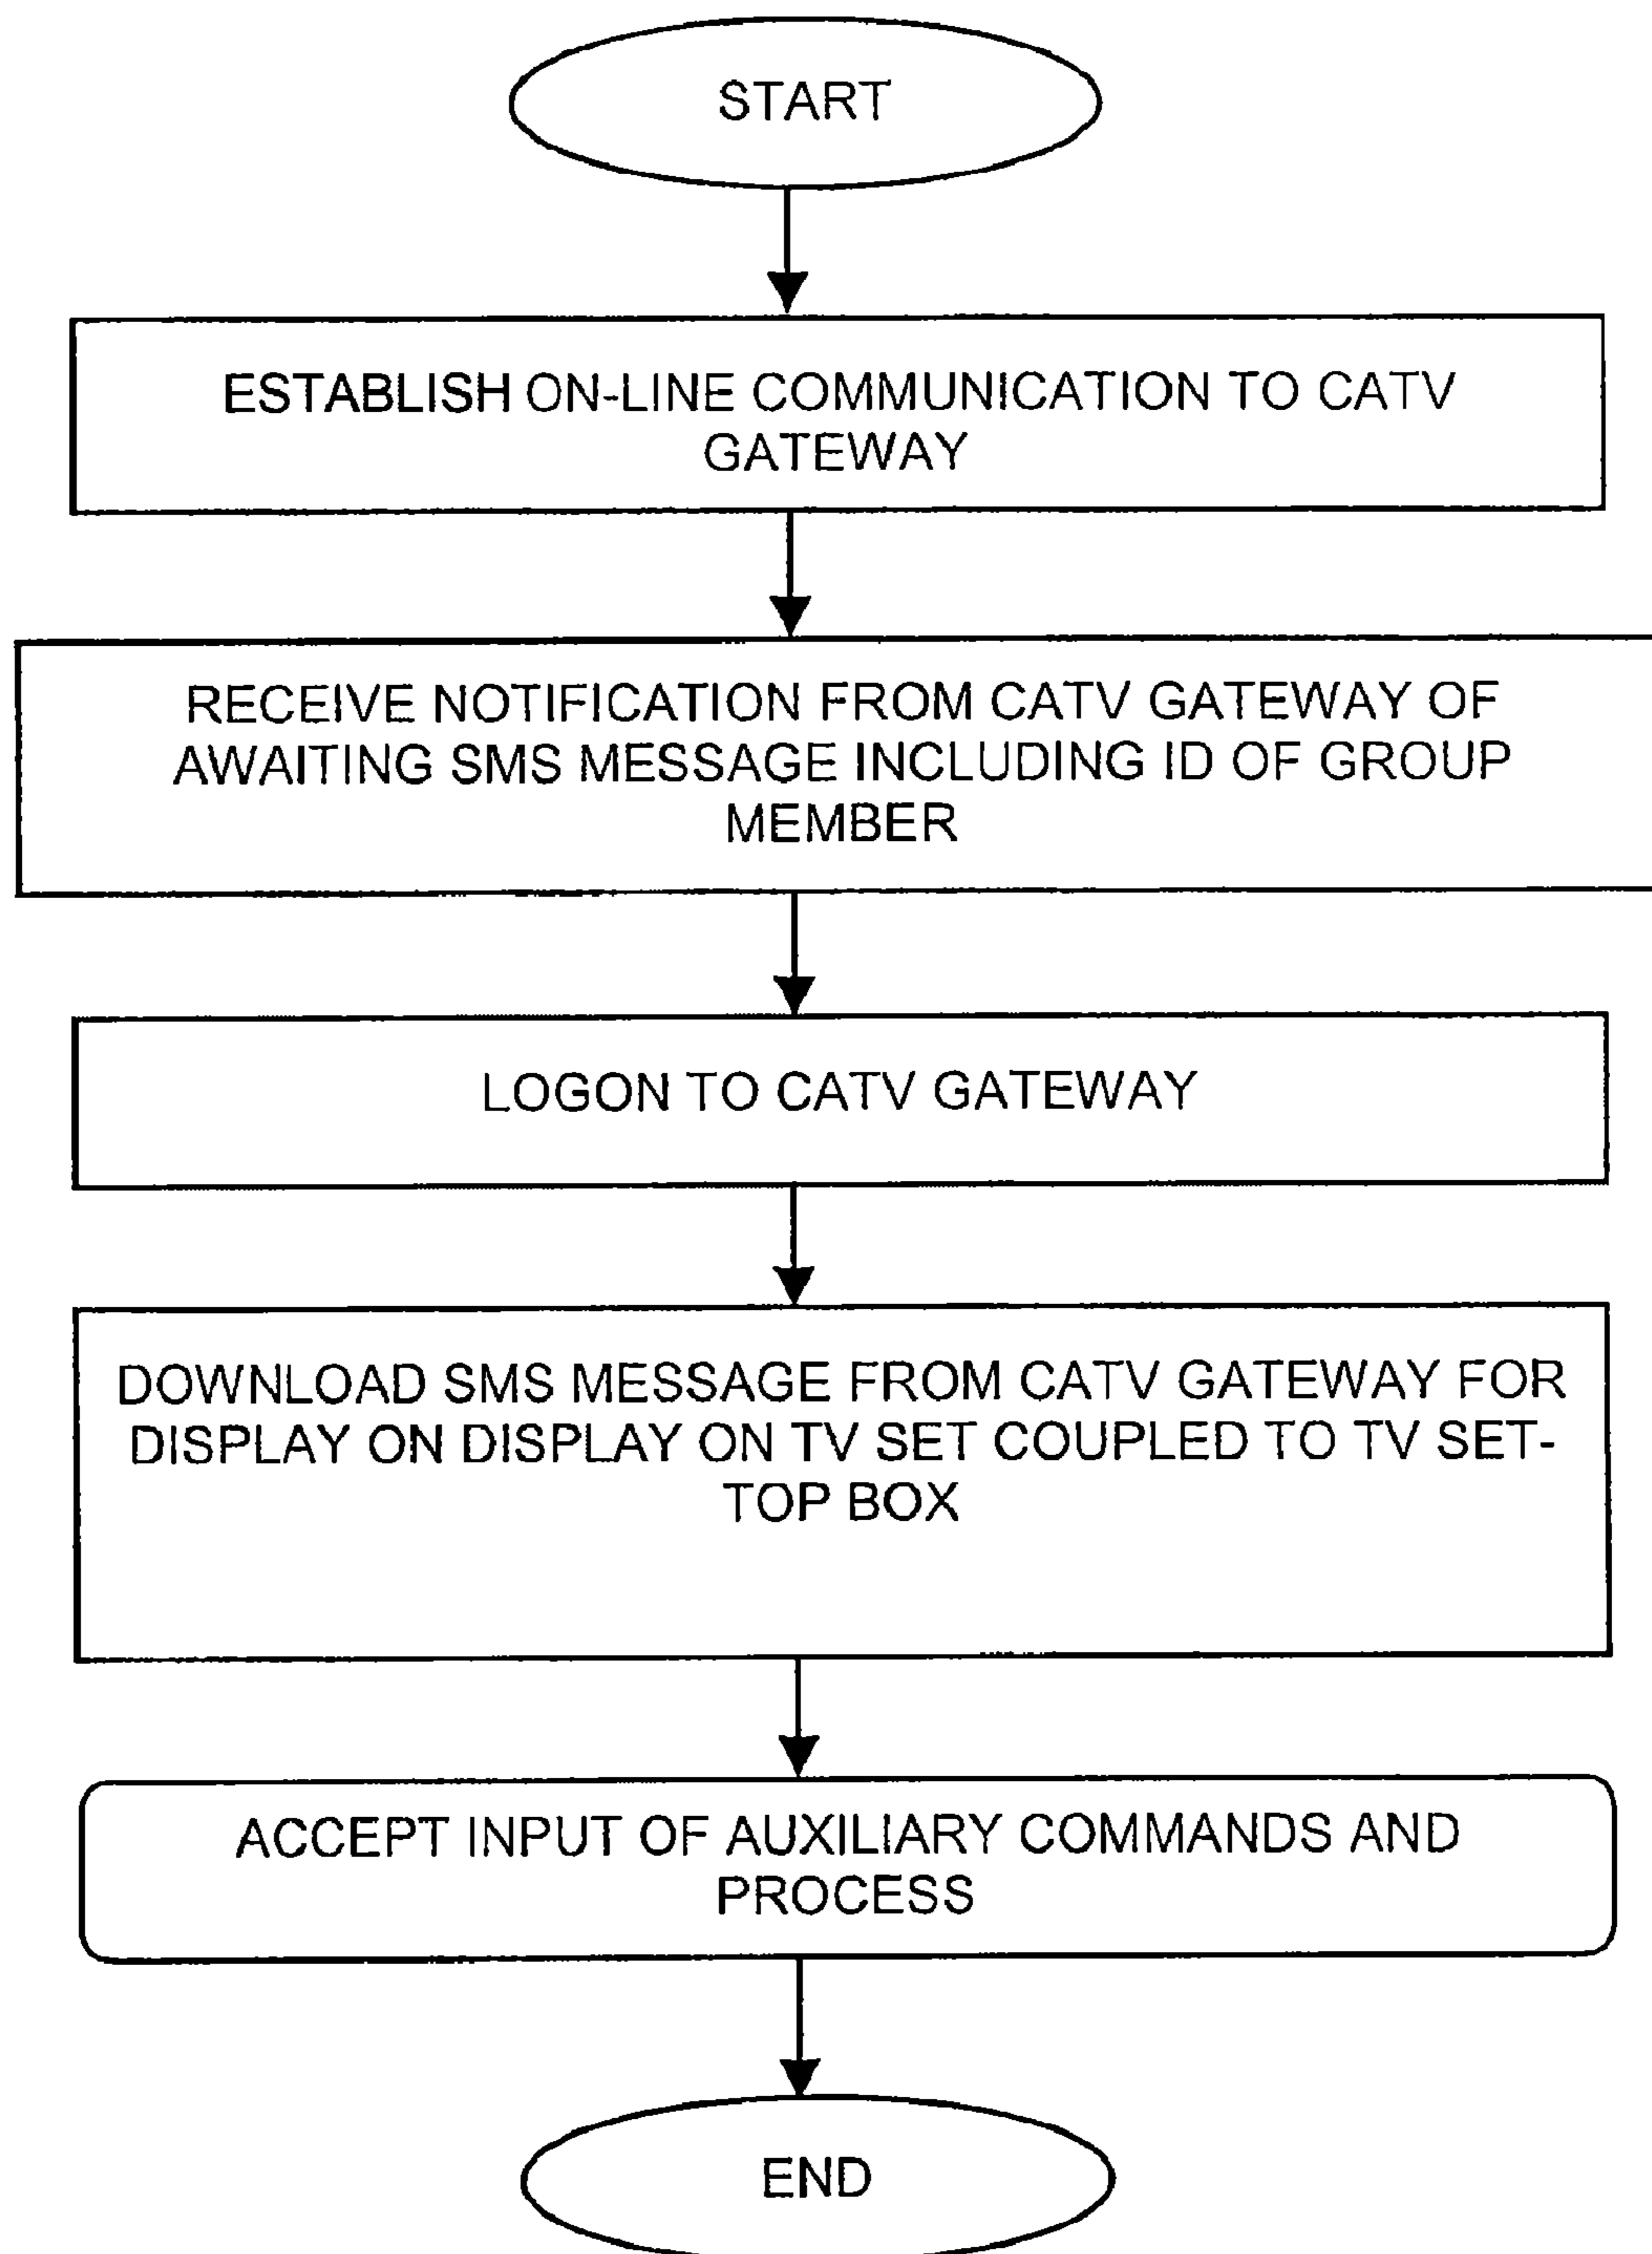 START
ESTABLISH ON-LINE COMMUNICATION TO CATV
GATEWAY
RECEIVE NOTIFICATION FROM CATV GATEWAY OF
AWAITING SMS MESSAGE INCLUDING ID OF GROUP
MEMBER
LOGON TO CATV GATEWAY
DOWNLOAD SMS MESSAGE FROM CATV GATEWAY FOR
DISPLAY ON DISPLAY ON TV SET COUPLED TO TV SET-
TOP BOX
ACCEPT INPUT OF AUXILIARY COMMANDS AND
PROCESS
END